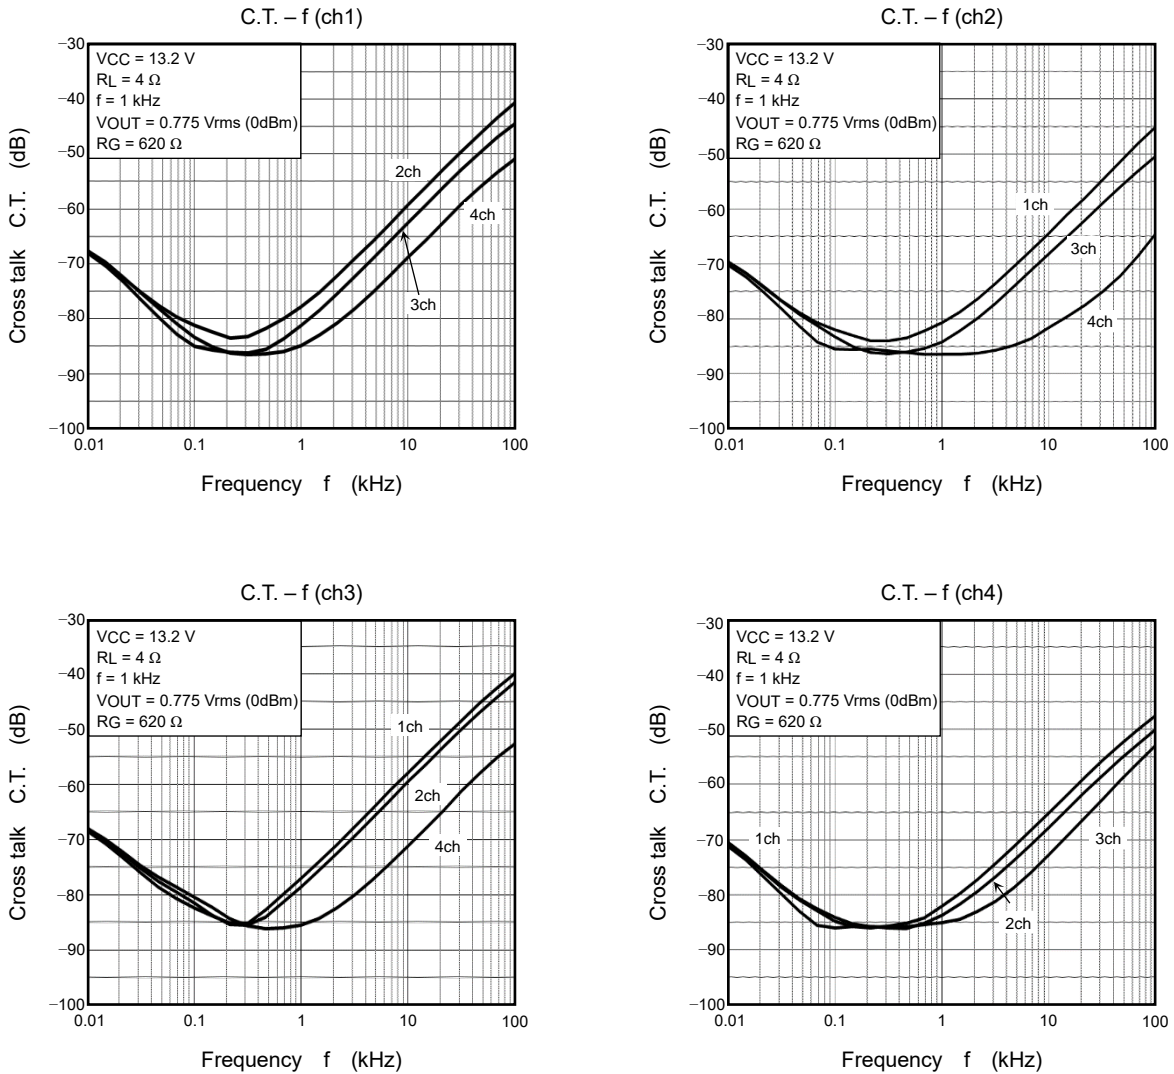 C.T. – f (ch1)
Cross talk C.T. (dB)
–30
–40
–50
–60
–70
–80
–90
–100
VCC = 13.2 V
RL = 4 Ω
f = 1 kHz
VOUT = 0.775 Vrms (0dBm)
RG = 620 Ω
2ch
4ch
3ch
0.01 0.1 1 10 100
Frequency f (kHz)
C.T. – f (ch2)
Cross talk C.T. (dB)
–30
–40
–50
–60
–70
–80
–90
–100
VCC = 13.2 V
RL = 4 Ω
f = 1 kHz
VOUT = 0.775 Vrms (0dBm)
RG = 620 Ω
1ch
3ch
4ch
0.01 0.1 1 10 100
Frequency f (kHz)
C.T. – f (ch3)
Cross talk C.T. (dB)
–30
–40
–50
–60
–70
–80
–90
–100
VCC = 13.2 V
RL = 4 Ω
f = 1 kHz
VOUT = 0.775 Vrms (0dBm)
RG = 620 Ω
1ch
2ch
4ch
0.01 0.1 1 10 100
Frequency f (kHz)
C.T. – f (ch4)
Cross talk C.T. (dB)
–30
–40
–50
–60
–70
–80
–90
–100
VCC = 13.2 V
RL = 4 Ω
f = 1 kHz
VOUT = 0.775 Vrms (0dBm)
RG = 620 Ω
1ch
3ch
2ch
0.01 0.1 1 10 100
Frequency f (kHz)